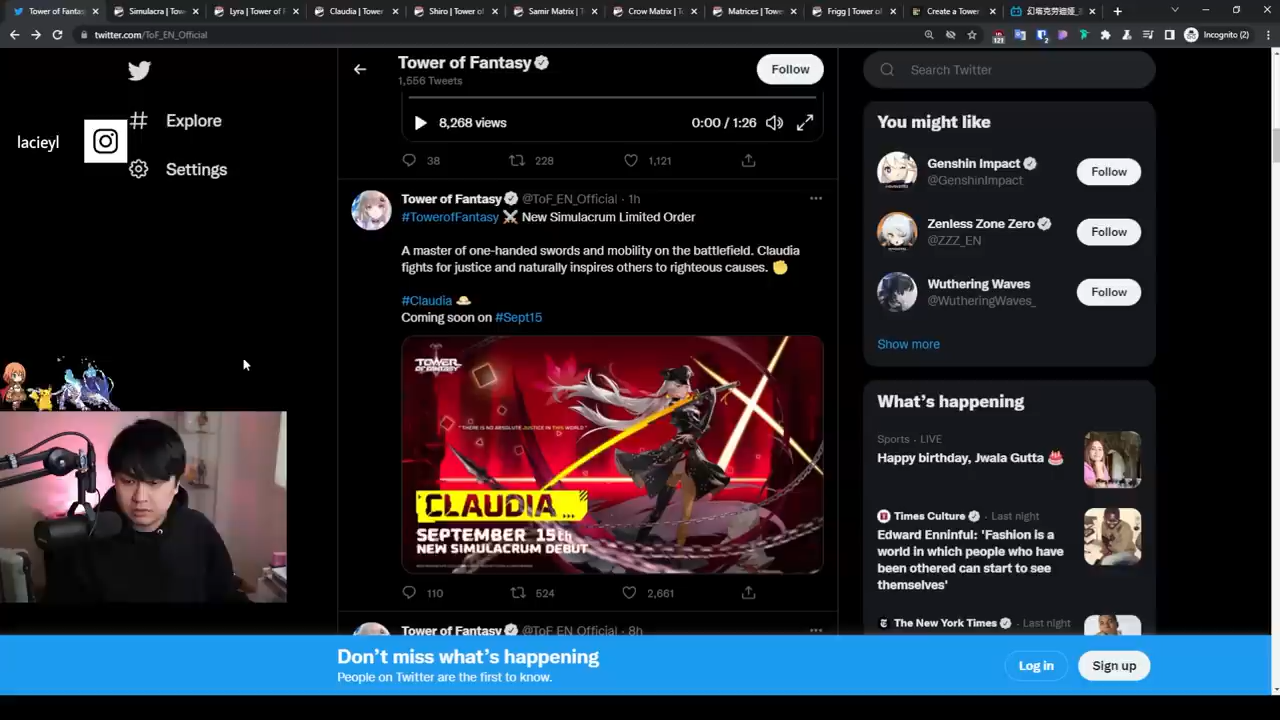 Tower of Fantas
Simulacra | Tow
Lyra | Tower of F
Claudia | Tower
Shiro | Tower of
Samir Matrix | T
Crow Matrix | To
Matrices | Towe
Frigg | Tower of
Create a Tower
twitter.com/ToF_EN_Official
Incognito (2)
Tower of Fantasy
1,556 Tweets
Follow
Search Twitter
lacieyl
Explore
Settings
8,268 views
0:00 / 1:26
38
228
1,121
Tower of Fantasy @ToF_EN_Official · 1h
#TowerofFantasy ⚔ New Simulacrum Limited Order
A master of one-handed swords and mobility on the battlefield. Claudia
fights for justice and naturally inspires others to righteous causes. ✊
#Claudia
Coming soon on #Sept15
TOWER OF FANTASY
"THERE IS NO ABSOLUTE JUSTICE IN THIS WORLD."
CLAUDIA...
SEPTEMBER 15th
NEW SIMULACRUM DEBUT
110
524
2,661
Tower of Fantasy @ToF_EN_Official · 8h
You might like
Genshin Impact
@GenshinImpact
Follow
Zenless Zone Zero
@ZZZ_EN
Follow
Wuthering Waves
@WutheringWaves_
Follow
Show more
What's happening
Sports · LIVE
Happy birthday, Jwala Gutta 🎂
Times Culture · Last night
Edward Enninful: 'Fashion is a
world in which people who have
been othered can start to see
themselves'
The New York Times · Last night
Don't miss what's happening
People on Twitter are the first to know.
Log in
Sign up